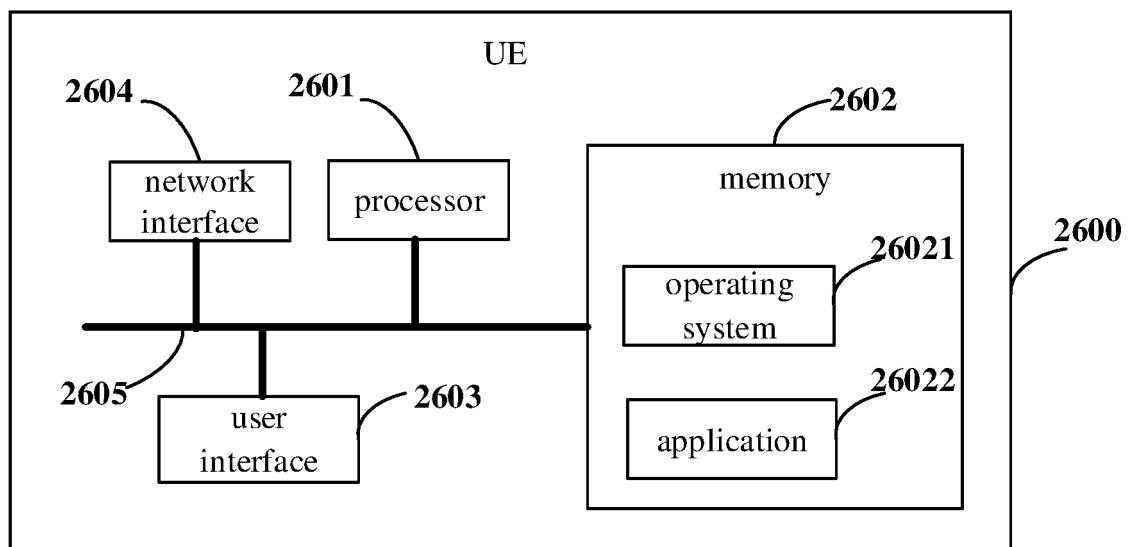 UE
2604
2601
2602
network
interface
processor
memory
2600
26021
operating
system
2605
user
interface
2603
26022
application